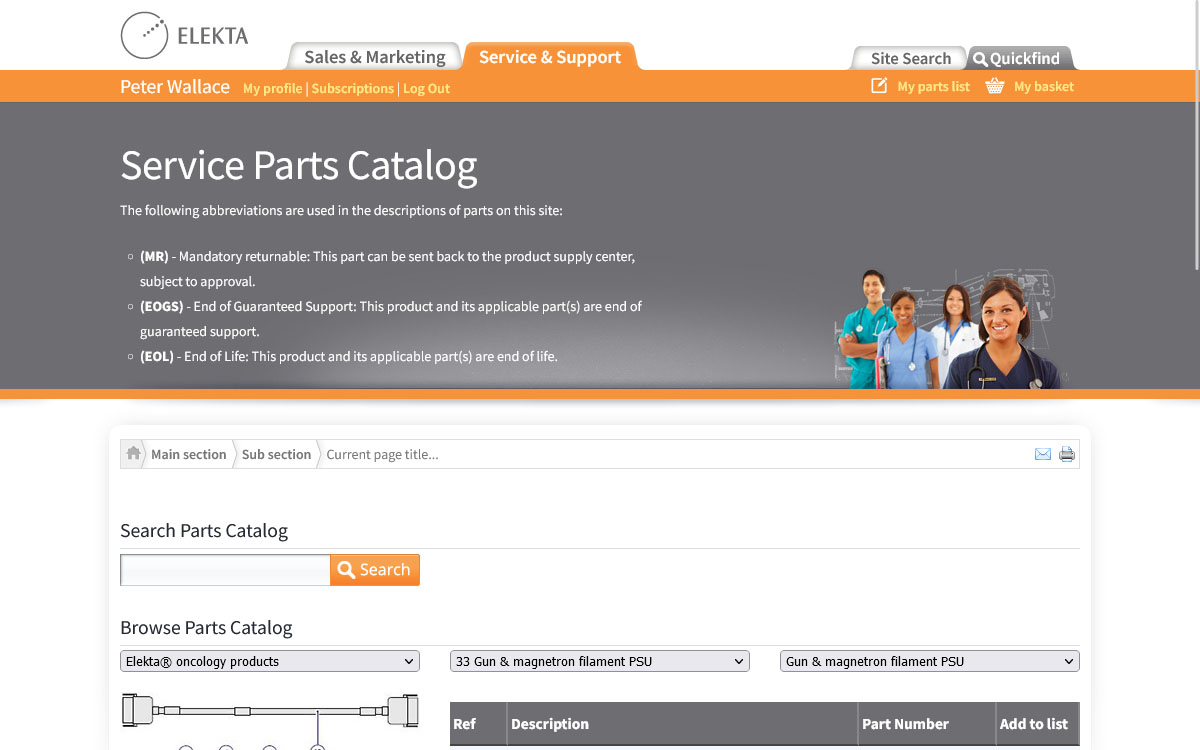 ELEKTA
Sales & Marketing
Service & Support
Site Search
Quickfind
Peter Wallace My profile | Subscriptions | Log Out
My parts list
My basket
Service Parts Catalog
The following abbreviations are used in the descriptions of parts on this site:
(MR) - Mandatory returnable: This part can be sent back to the product supply center,
subject to approval.
(EOGS) - End of Guaranteed Support: This product and its applicable part(s) are end of
guaranteed support.
(EOL) - End of Life: This product and its applicable part(s) are end of life.
Main section
Sub section
Current page title...
Search Parts Catalog
Search
Browse Parts Catalog
Elekta® oncology products
33 Gun & magnetron filament PSU
Gun & magnetron filament PSU
Ref
Description
Part Number
Add to list